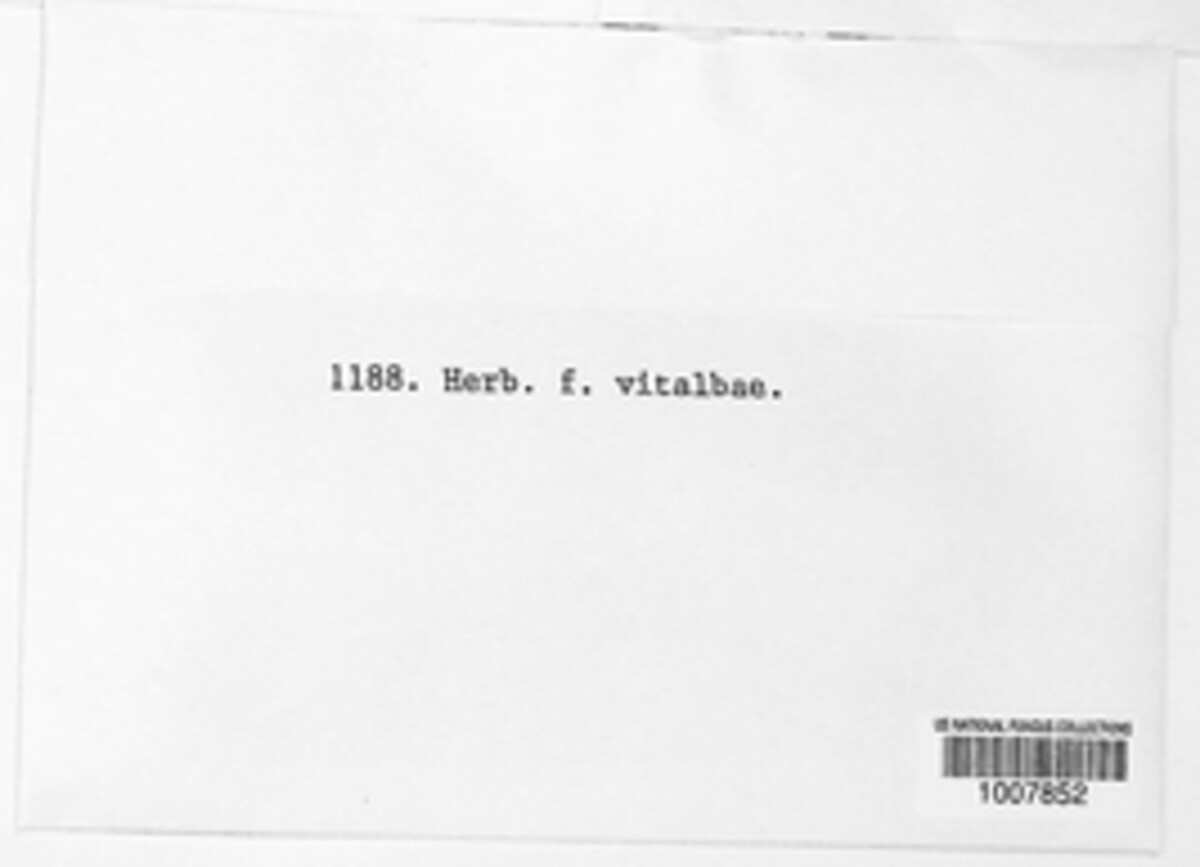 1188. Herb. f. vitalbae.
US NATIONAL FUNGUS COLLECTIONS
1007852